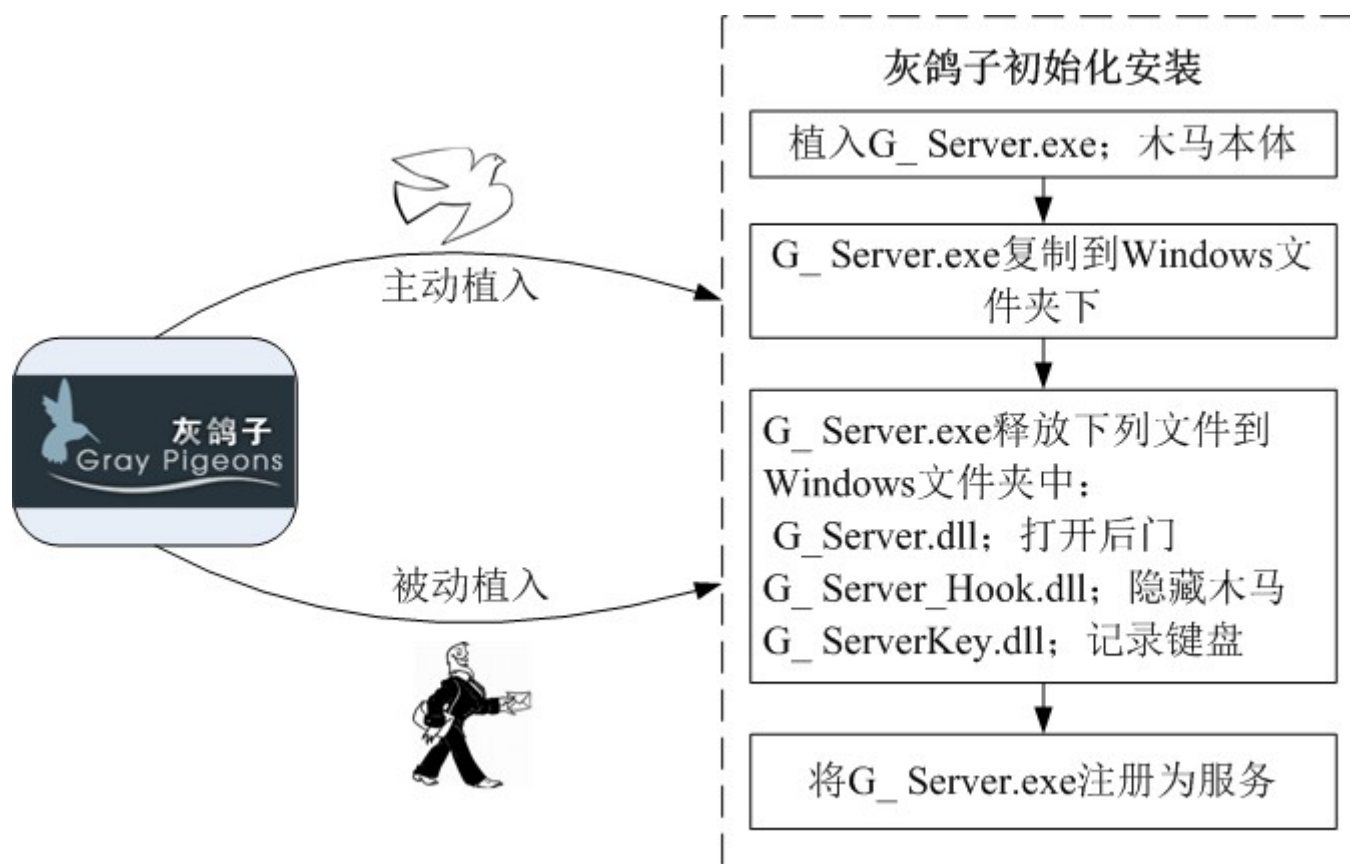 灰鸽子初始化安装
植入G_ Server.exe；木马本体
G_ Server.exe复制到Windows文
件夹下
主动植入
灰鸽子
Gray Pigeons
G_ Server.exe释放下列文件到
Windows文件夹中：
G_Server.dll；打开后门
G_ Server_Hook.dll；隐藏木马
G_ ServerKey.dll；记录键盘
被动植入
将G_ Server.exe注册为服务